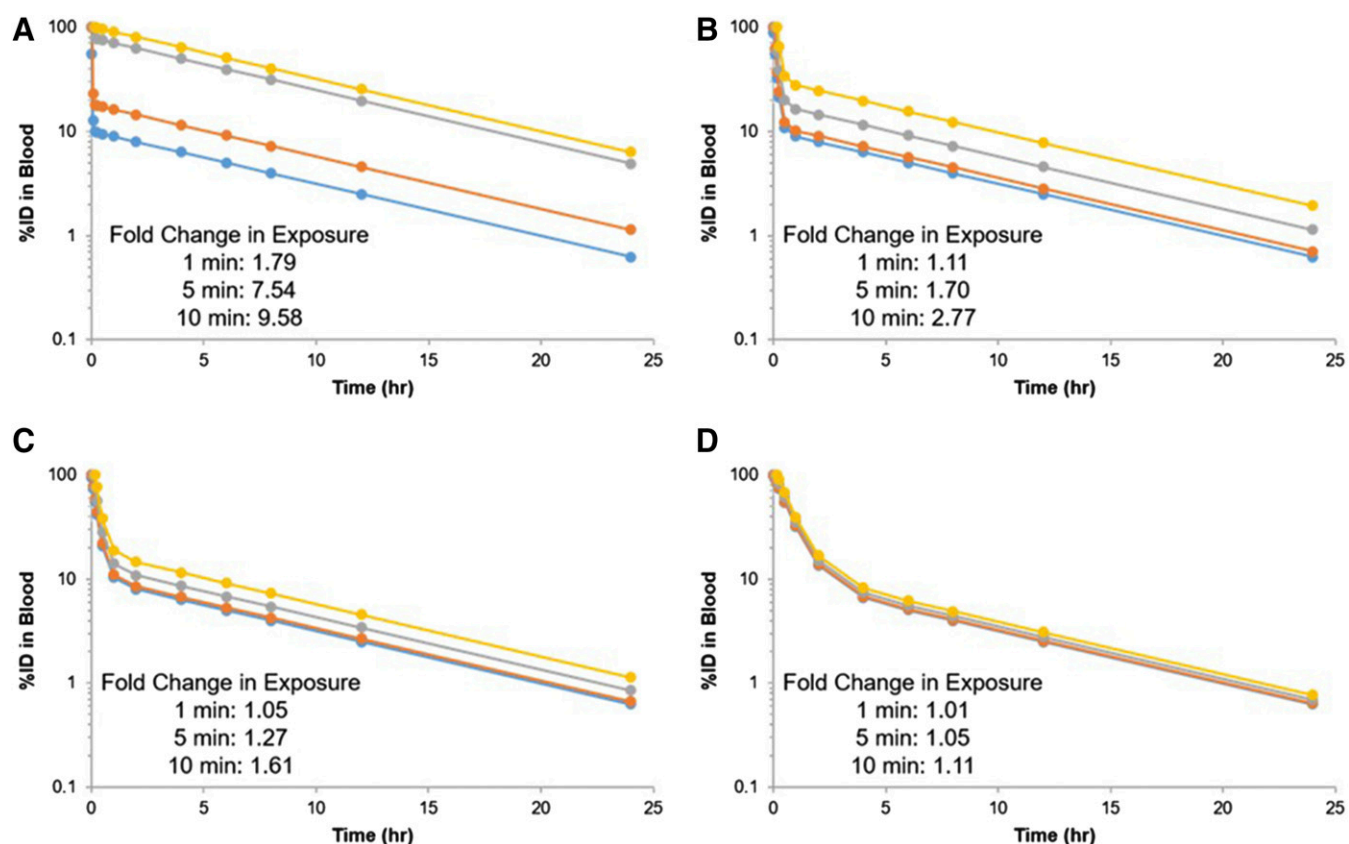 A
100
10
1
0.1
%ID in Blood
Fold Change in Exposure
1 min: 1.79
5 min: 7.54
10 min: 9.58
0 5 10 15 20 25
Time (hr)
B
100
10
1
0.1
%ID in Blood
Fold Change in Exposure
1 min: 1.11
5 min: 1.70
10 min: 2.77
0 5 10 15 20 25
Time (hr)
C
100
10
1
0.1
%ID in Blood
Fold Change in Exposure
1 min: 1.05
5 min: 1.27
10 min: 1.61
0 5 10 15 20 25
Time (hr)
D
100
10
1
0.1
%ID in Blood
Fold Change in Exposure
1 min: 1.01
5 min: 1.05
10 min: 1.11
0 5 10 15 20 25
Time (hr)